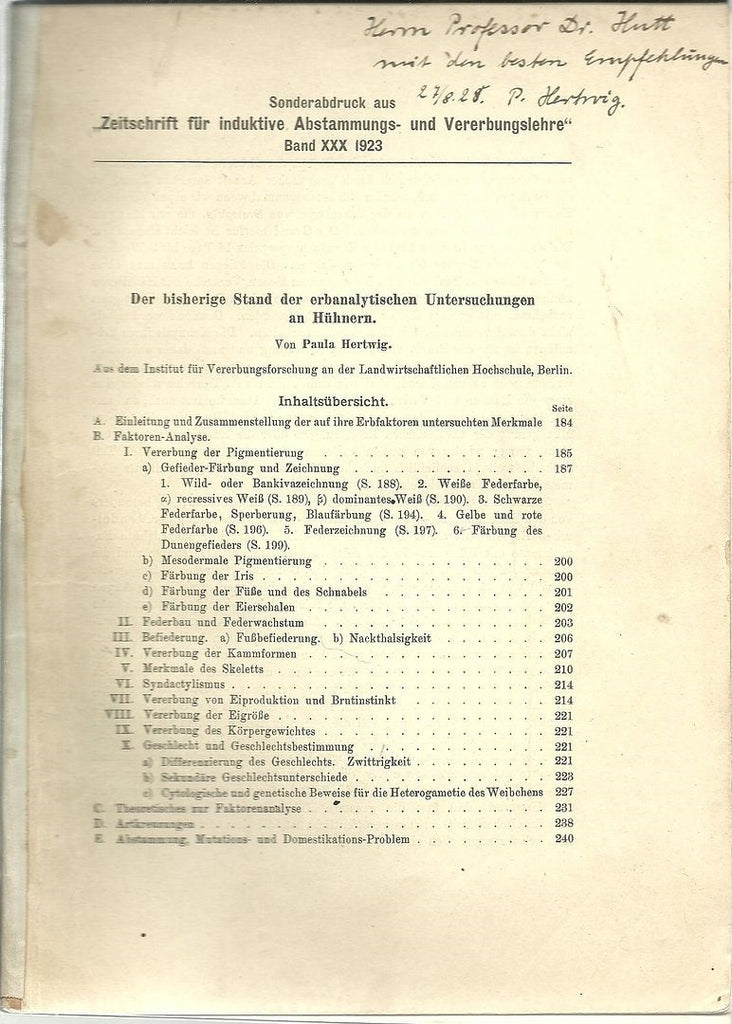 Herrn Professor Dr. Hutt
mit den besten Empfehlungen
27/8.28. P. Hertwig.
Sonderabdruck aus
„Zeitschrift für induktive Abstammungs- und Vererbungslehre“
Band XXX 1923
Der bisherige Stand der erbanalytischen Untersuchungen
an Hühnern.
Von Paula Hertwig.
Aus dem Institut für Vererbungsforschung an der Landwirtschaftlichen Hochschule, Berlin.
Inhaltsübersicht.
Seite
A. Einleitung und Zusammenstellung der auf ihre Erbfaktoren untersuchten Merkmale 184
B. Faktoren-Analyse.
I. Vererbung der Pigmentierung . . . . . . . . . . . . . . . 185
a) Gefieder-Färbung und Zeichnung . . . . . . . . . . . . . 187
1. Wild- oder Bankivazeichnung (S. 188). 2. Weiße Federfarbe,
α) recressives Weiß (S. 189), β) dominantes Weiß (S. 190). 3. Schwarze
Federfarbe, Sperberung, Blaufärbung (S. 194). 4. Gelbe und rote
Federfarbe (S. 196). 5. Federzeichnung (S. 197). 6. Färbung des
Dunengefieders (S. 199).
b) Mesodermale Pigmentierung . . . . . . . . . . . . . . 200
c) Färbung der Iris . . . . . . . . . . . . . . . . . . 200
d) Färbung der Füße und des Schnabels . . . . . . . . . . . 201
e) Färbung der Eierschalen . . . . . . . . . . . . . . . 202
II. Federbau und Federwachstum . . . . . . . . . . . . . . . 203
III. Befiederung. a) Fußbefiederung. b) Nackthalsigkeit . . . . . . . 206
IV. Vererbung der Kammformen . . . . . . . . . . . . . . . 207
V. Merkmale des Skeletts . . . . . . . . . . . . . . . . . 210
VI. Syndactylismus . . . . . . . . . . . . . . . . . . . . 214
VII. Vererbung von Eiproduktion und Brutinstinkt . . . . . . . . . 214
VIII. Vererbung der Eigröße . . . . . . . . . . . . . . . . . 221
IX. Vererbung des Körpergewichtes . . . . . . . . . . . . . . 221
X. Geschlecht und Geschlechtsbestimmung . . . . . . . . . . . . 221
a) Differenzierung des Geschlechts. Zwittrigkeit . . . . . . . . . 221
b) Sekundäre Geschlechtsunterschiede . . . . . . . . . . . . 223
c) Cytologische und genetische Beweise für die Heterogametie des Weibchens 227
C. Theoretisches zur Faktorenanalyse . . . . . . . . . . . . . . 231
D. Artkreuzungen . . . . . . . . . . . . . . . . . . . . . 238
E. Abstammung, Mutations- und Domestikations-Problem . . . . . . . . 240